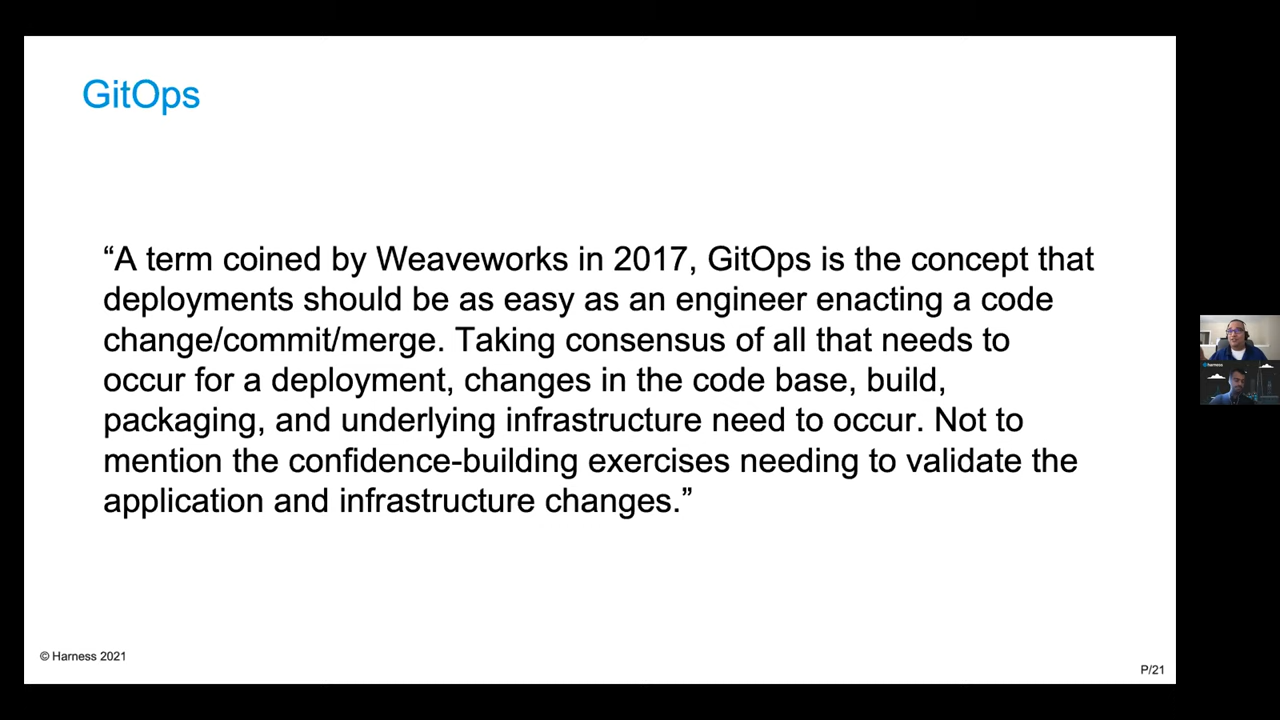 GitOps
“A term coined by Weaveworks in 2017, GitOps is the concept that
deployments should be as easy as an engineer enacting a code
change/commit/merge. Taking consensus of all that needs to
occur for a deployment, changes in the code base, build,
packaging, and underlying infrastructure need to occur. Not to
mention the confidence-building exercises needing to validate the
application and infrastructure changes.”
harness
© Harness 2021
P/21